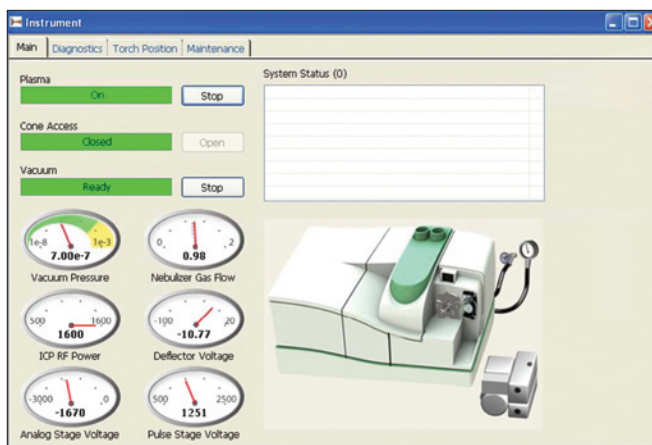 Instrument
Main Diagnostics Torch Position Maintenance
Plasma
On Stop
Cone Access
Closed Open
Vacuum
Ready Stop
System Status (0)
1e-8 1e-3
7.00e-7
Vacuum Pressure
0 2
0.98
Nebulizer Gas Flow
500 1600
1600
ICP RF Power
-100 20
-10.77
Deflector Voltage
-3000 0
-1670
Analog Stage Voltage
500 2500
1251
Pulse Stage Voltage